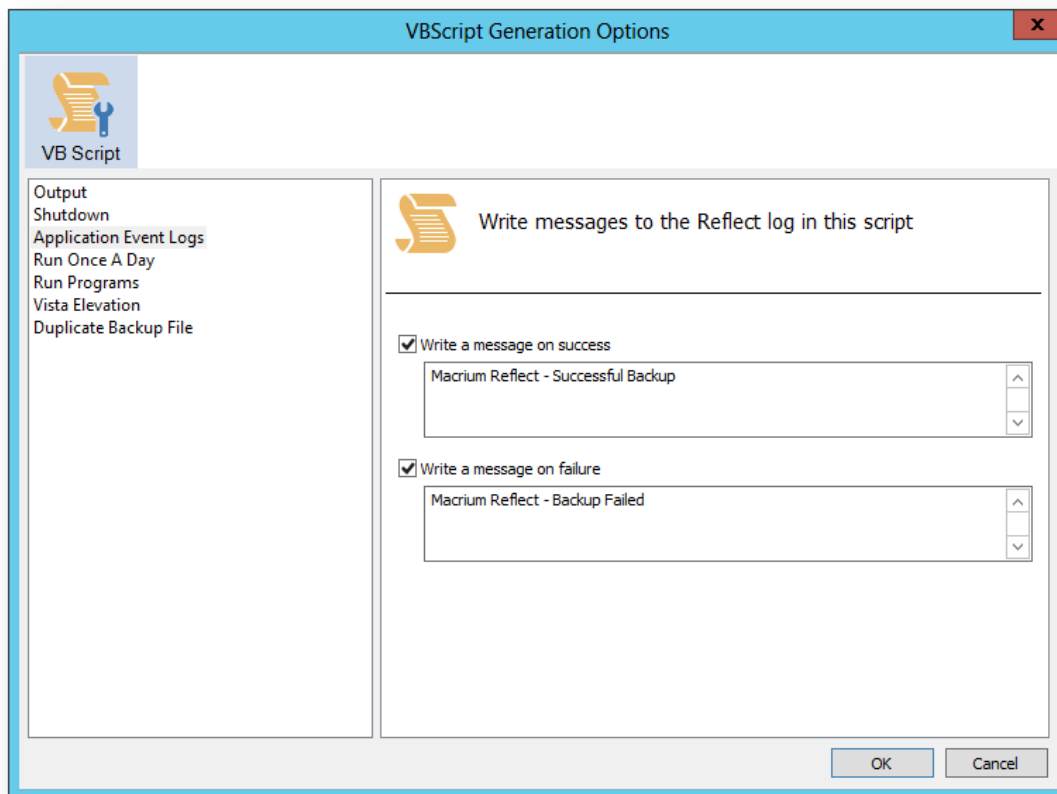 VBScript Generation Options
x
VB Script
Output
Shutdown
Application Event Logs
Run Once A Day
Run Programs
Vista Elevation
Duplicate Backup File
Write messages to the Reflect log in this script
Write a message on success
Macrium Reflect - Successful Backup
Write a message on failure
Macrium Reflect - Backup Failed
OK
Cancel